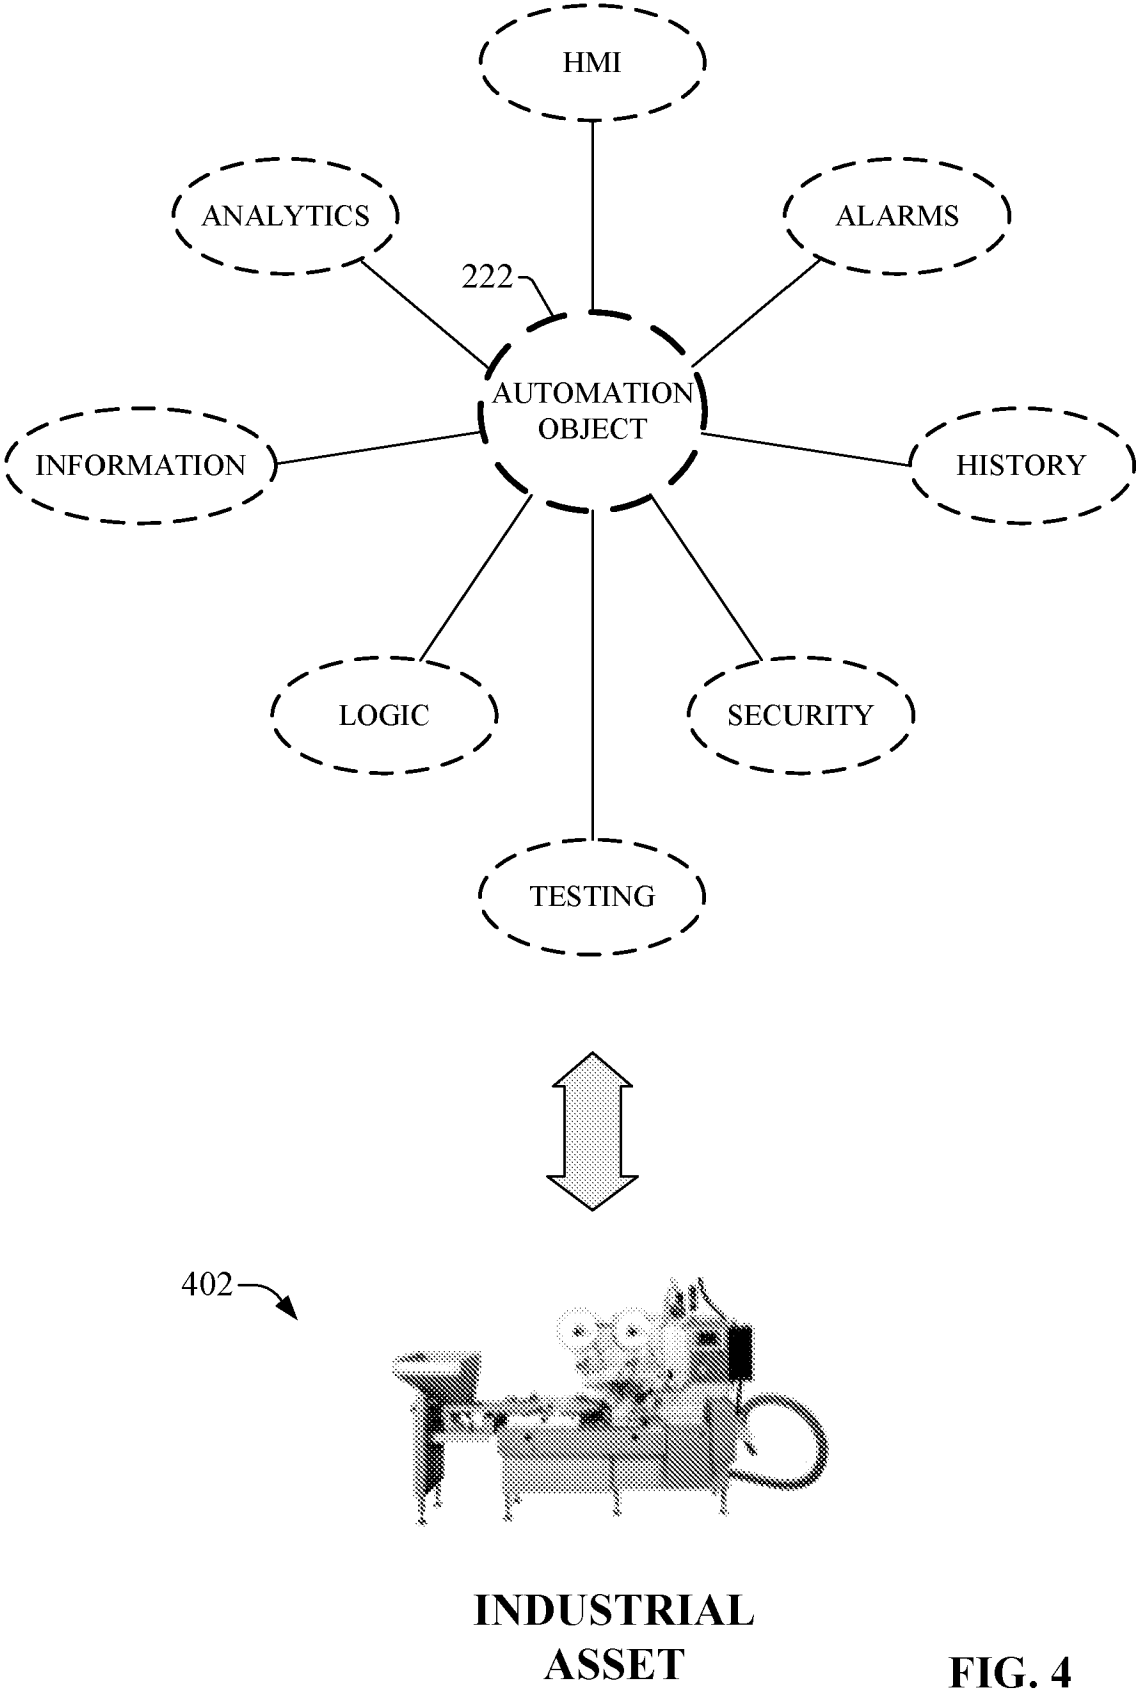 HMI
ANALYTICS
ALARMS
222
AUTOMATION
OBJECT
INFORMATION
HISTORY
LOGIC
SECURITY
TESTING
402
INDUSTRIAL
ASSET
FIG. 4